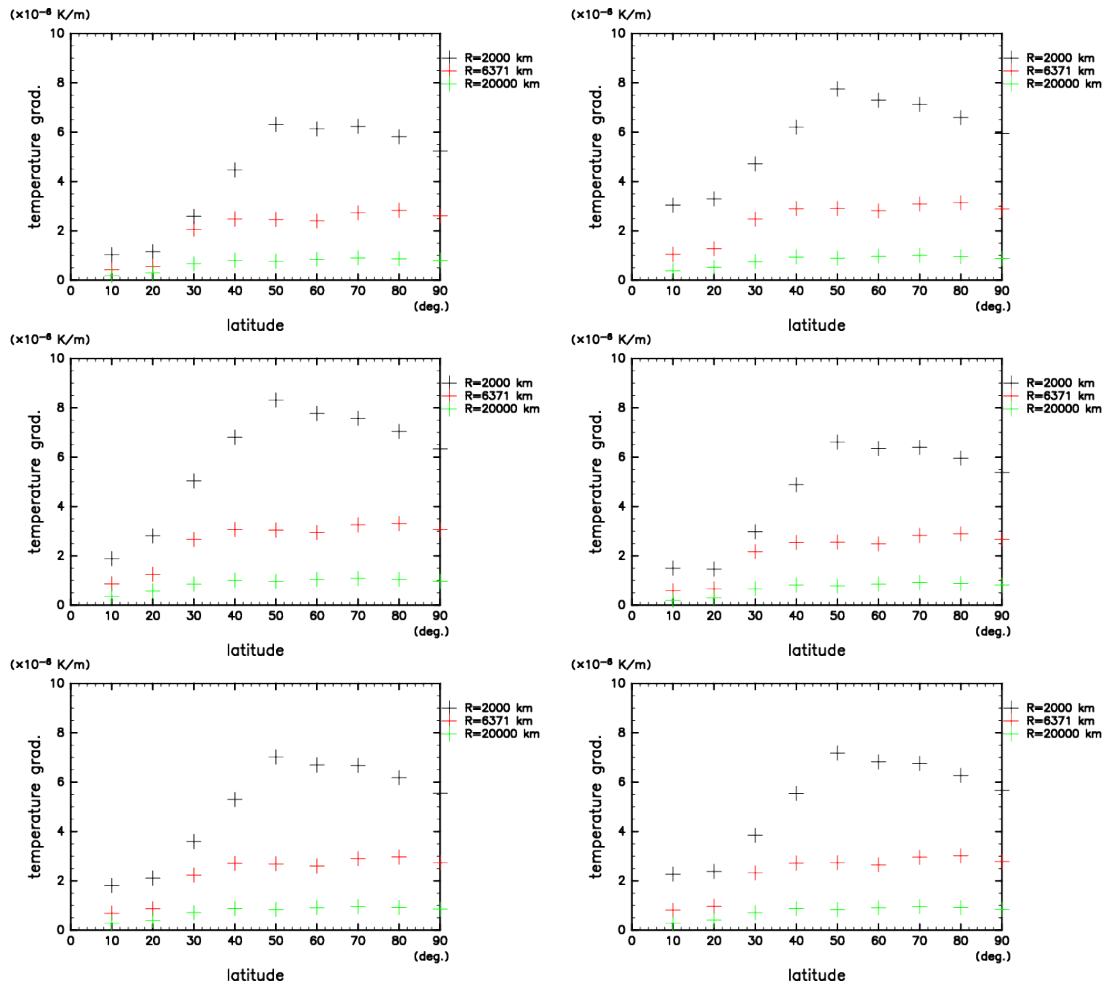 (×10⁻⁶ K/m)
10
8
6
4
2
0
temperature grad.
0 10 20 30 40 50 60 70 80 90
(deg.)
latitude
R=2000 km
R=6371 km
R=20000 km
(×10⁻⁶ K/m)
10
8
6
4
2
0
temperature grad.
0 10 20 30 40 50 60 70 80 90
(deg.)
latitude
R=2000 km
R=6371 km
R=20000 km
(×10⁻⁶ K/m)
10
8
6
4
2
0
temperature grad.
0 10 20 30 40 50 60 70 80 90
(deg.)
latitude
R=2000 km
R=6371 km
R=20000 km
(×10⁻⁶ K/m)
10
8
6
4
2
0
temperature grad.
0 10 20 30 40 50 60 70 80 90
(deg.)
latitude
R=2000 km
R=6371 km
R=20000 km
(×10⁻⁶ K/m)
10
8
6
4
2
0
temperature grad.
0 10 20 30 40 50 60 70 80 90
(deg.)
latitude
R=2000 km
R=6371 km
R=20000 km
(×10⁻⁶ K/m)
10
8
6
4
2
0
temperature grad.
0 10 20 30 40 50 60 70 80 90
(deg.)
latitude
R=2000 km
R=6371 km
R=20000 km